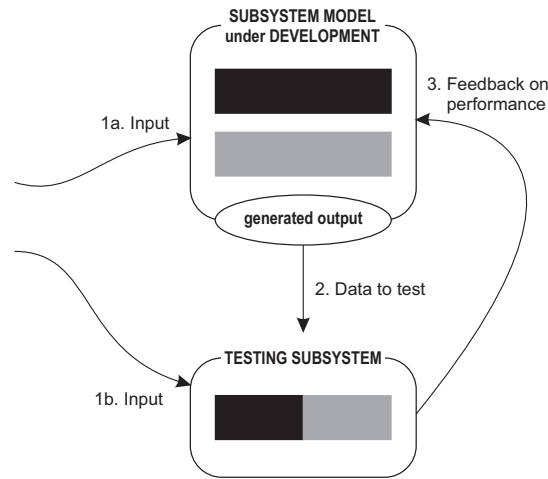 SUBSYSTEM MODEL
under DEVELOPMENT
3. Feedback on
performance
1a. Input
generated output
2. Data to test
TESTING SUBSYSTEM
1b. Input